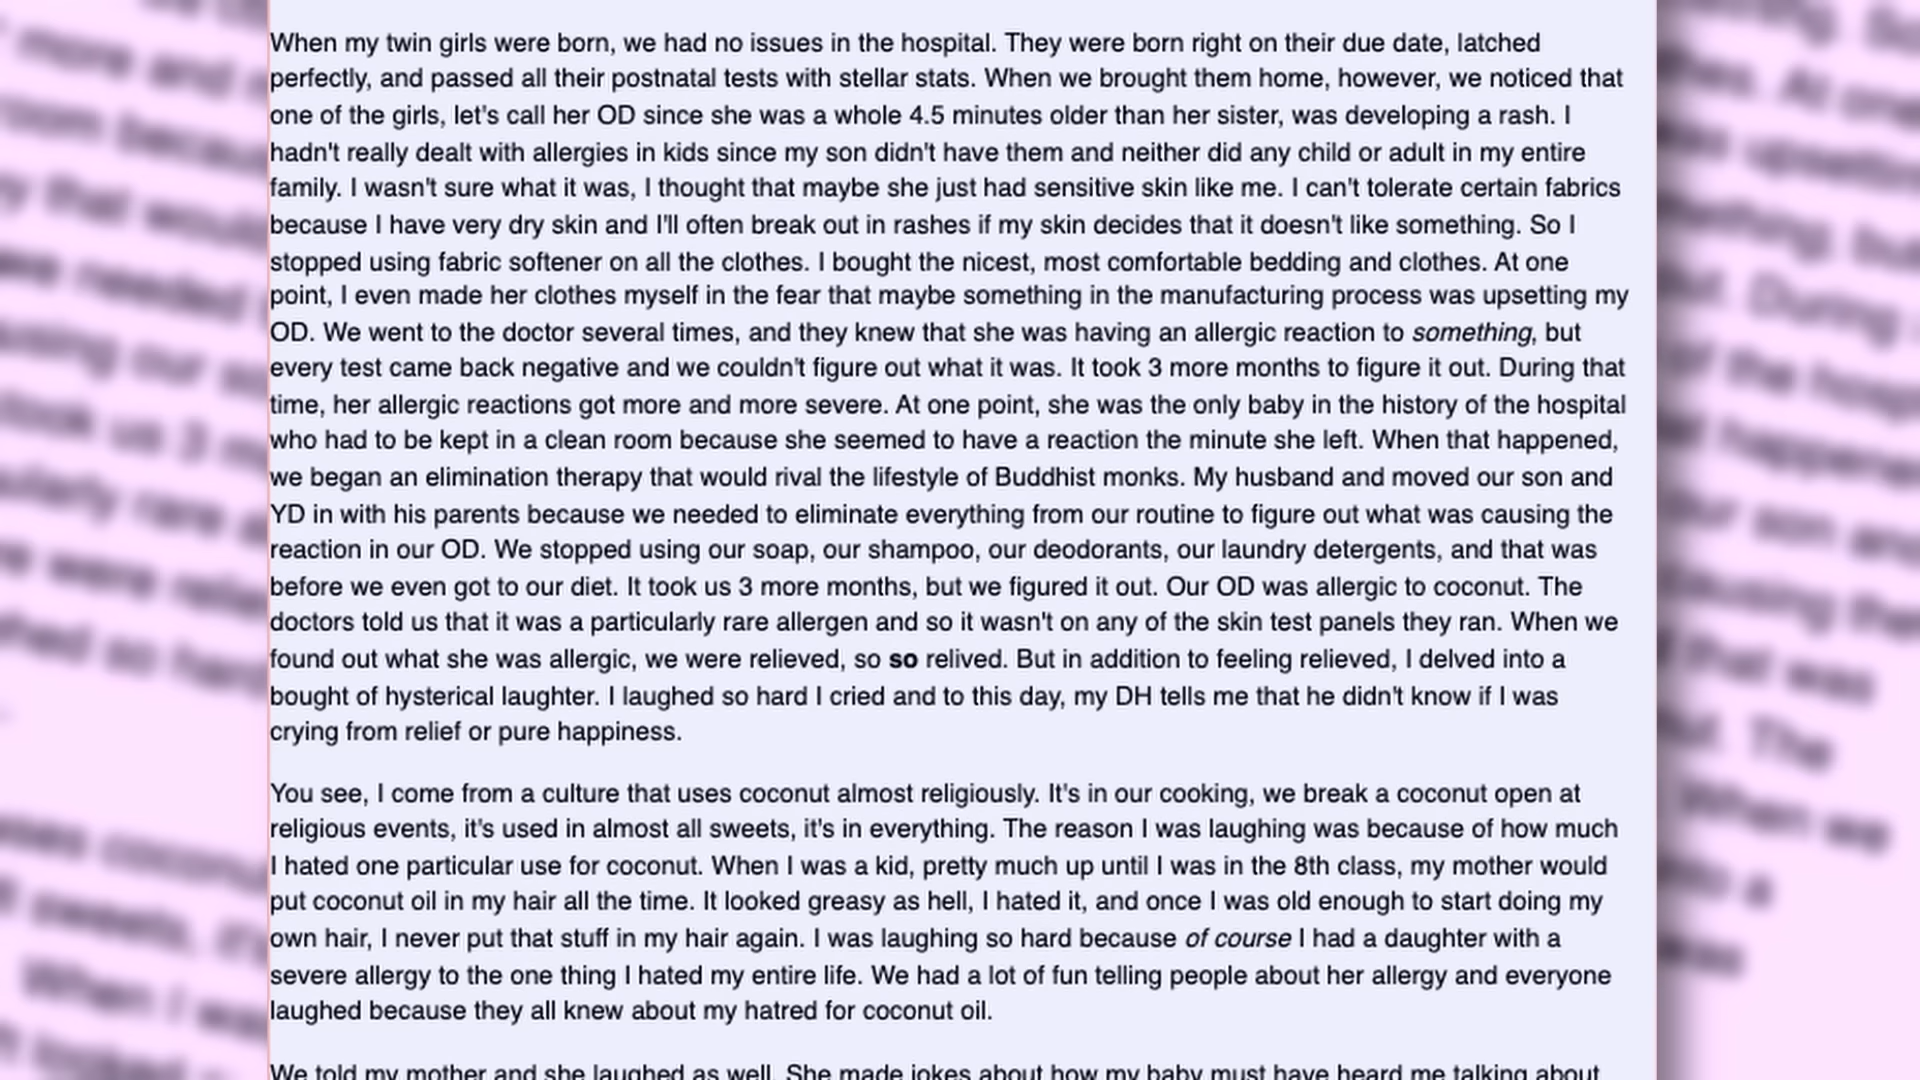 When my twin girls were born, we had no issues in the hospital. They were born right on their due date, latched
perfectly, and passed all their postnatal tests with stellar stats. When we brought them home, however, we noticed that
one of the girls, let's call her OD since she was a whole 4.5 minutes older than her sister, was developing a rash. I
hadn't really dealt with allergies in kids since my son didn't have them and neither did any child or adult in my entire
family. I wasn't sure what it was, I thought that maybe she just had sensitive skin like me. I can't tolerate certain fabrics
because I have very dry skin and I'll often break out in rashes if my skin decides that it doesn't like something. So I
stopped using fabric softener on all the clothes. I bought the nicest, most comfortable bedding and clothes. At one
point, I even made her clothes myself in the fear that maybe something in the manufacturing process was upsetting my
OD. We went to the doctor several times, and they knew that she was having an allergic reaction to something, but
every test came back negative and we couldn't figure out what it was. It took 3 more months to figure it out. During that
time, her allergic reactions got more and more severe. At one point, she was the only baby in the history of the hospital
who had to be kept in a clean room because she seemed to have a reaction the minute she left. When that happened,
we began an elimination therapy that would rival the lifestyle of Buddhist monks. My husband and moved our son and
YD in with his parents because we needed to eliminate everything from our routine to figure out what was causing the
reaction in our OD. We stopped using our soap, our shampoo, our deodorants, our laundry detergents, and that was
before we even got to our diet. It took us 3 more months, but we figured it out. Our OD was allergic to coconut. The
doctors told us that it was a particularly rare allergen and so it wasn't on any of the skin test panels they ran. When we
found out what she was allergic, we were relieved, so so relived. But in addition to feeling relieved, I delved into a
bought of hysterical laughter. I laughed so hard I cried and to this day, my DH tells me that he didn't know if I was
crying from relief or pure happiness.
You see, I come from a culture that uses coconut almost religiously. It's in our cooking, we break a coconut open at
religious events, it's used in almost all sweets, it's in everything. The reason I was laughing was because of how much
I hated one particular use for coconut. When I was a kid, pretty much up until I was in the 8th class, my mother would
put coconut oil in my hair all the time. It looked greasy as hell, I hated it, and once I was old enough to start doing my
own hair, I never put that stuff in my hair again. I was laughing so hard because of course I had a daughter with a
severe allergy to the one thing I hated my entire life. We had a lot of fun telling people about her allergy and everyone
laughed because they all knew about my hatred for coconut oil.
We told my mother and she laughed as well. She made jokes about how my baby must have heard me talking about